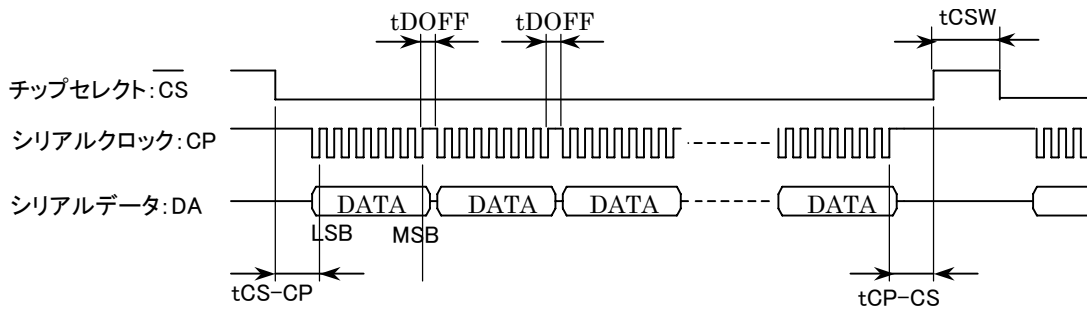 tDOFF tDOFF tCSW
チップセレクト:CS
シリアルクロック:CP
シリアルデータ:DA DATA DATA DATA DATA
LSB MSB
tCS-CP tCP-CS